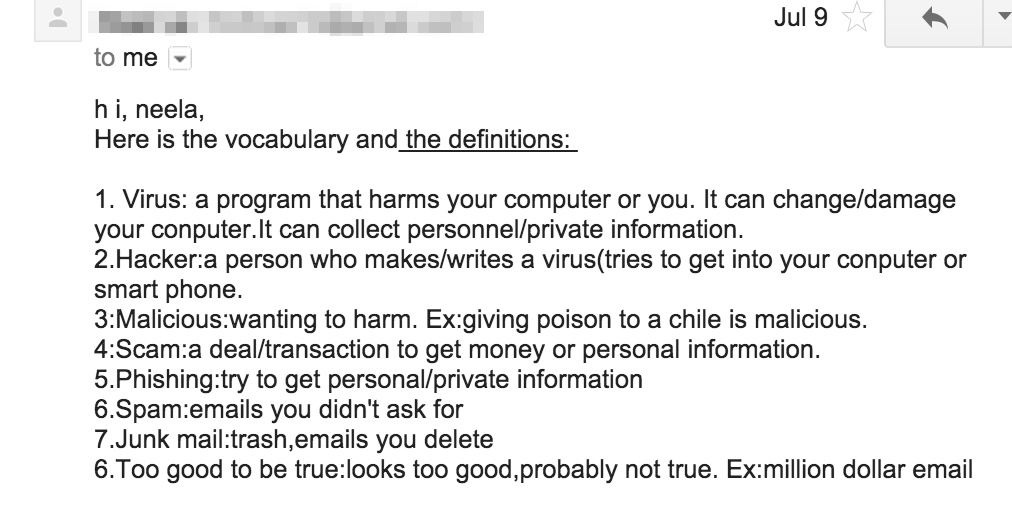 Jul 9
to me
h i, neela,
Here is the vocabulary and the definitions:
1. Virus: a program that harms your computer or you. It can change/damage
your conputer.It can collect personnel/private information.
2.Hacker:a person who makes/writes a virus(tries to get into your conputer or
smart phone.
3:Malicious:wanting to harm. Ex:giving poison to a chile is malicious.
4:Scam:a deal/transaction to get money or personal information.
5.Phishing:try to get personal/private information
6.Spam:emails you didn't ask for
7.Junk mail:trash,emails you delete
6.Too good to be true:looks too good,probably not true. Ex:million dollar email